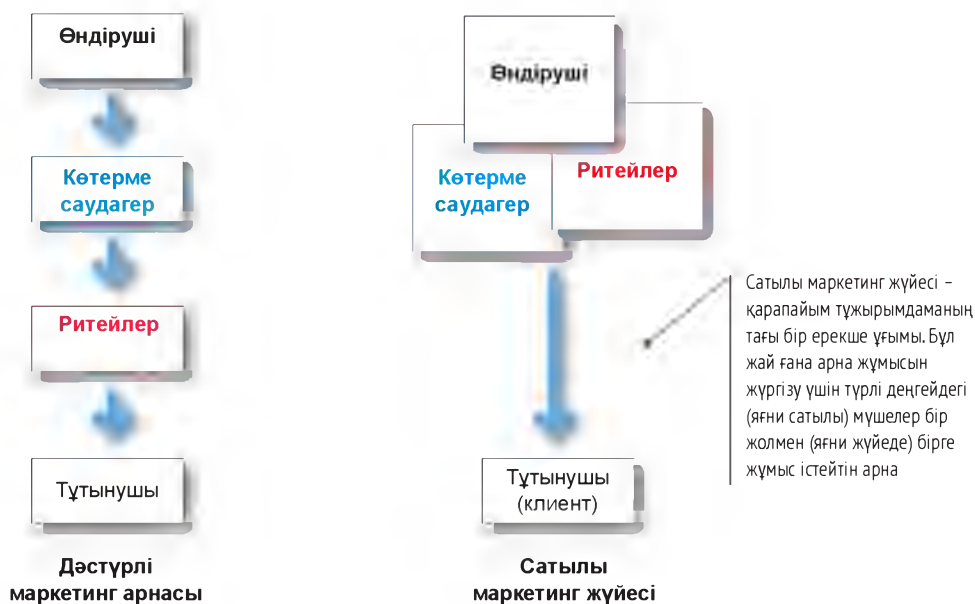 Өндіруші
Көтерме
саудагер
Ритейлер
Тұтынушы
Дәстүрлі
маркетинг арнасы
Өндіруші
Көтерме
саудагер
Ритейлер
Тұтынушы
(клиент)
Сатылы
маркетинг жүйесі
Сатылы маркетинг жүйесі –
қарапайым тұжырымдаманың
тағы бір ерекше ұғымы. Бұл
жай ғана арна жұмысын
жүргізу үшін түрлі деңгейдегі
(яғни сатылы) мүшелер бір
жолмен (яғни жүйеде) бірге
жұмыс істейтін арна